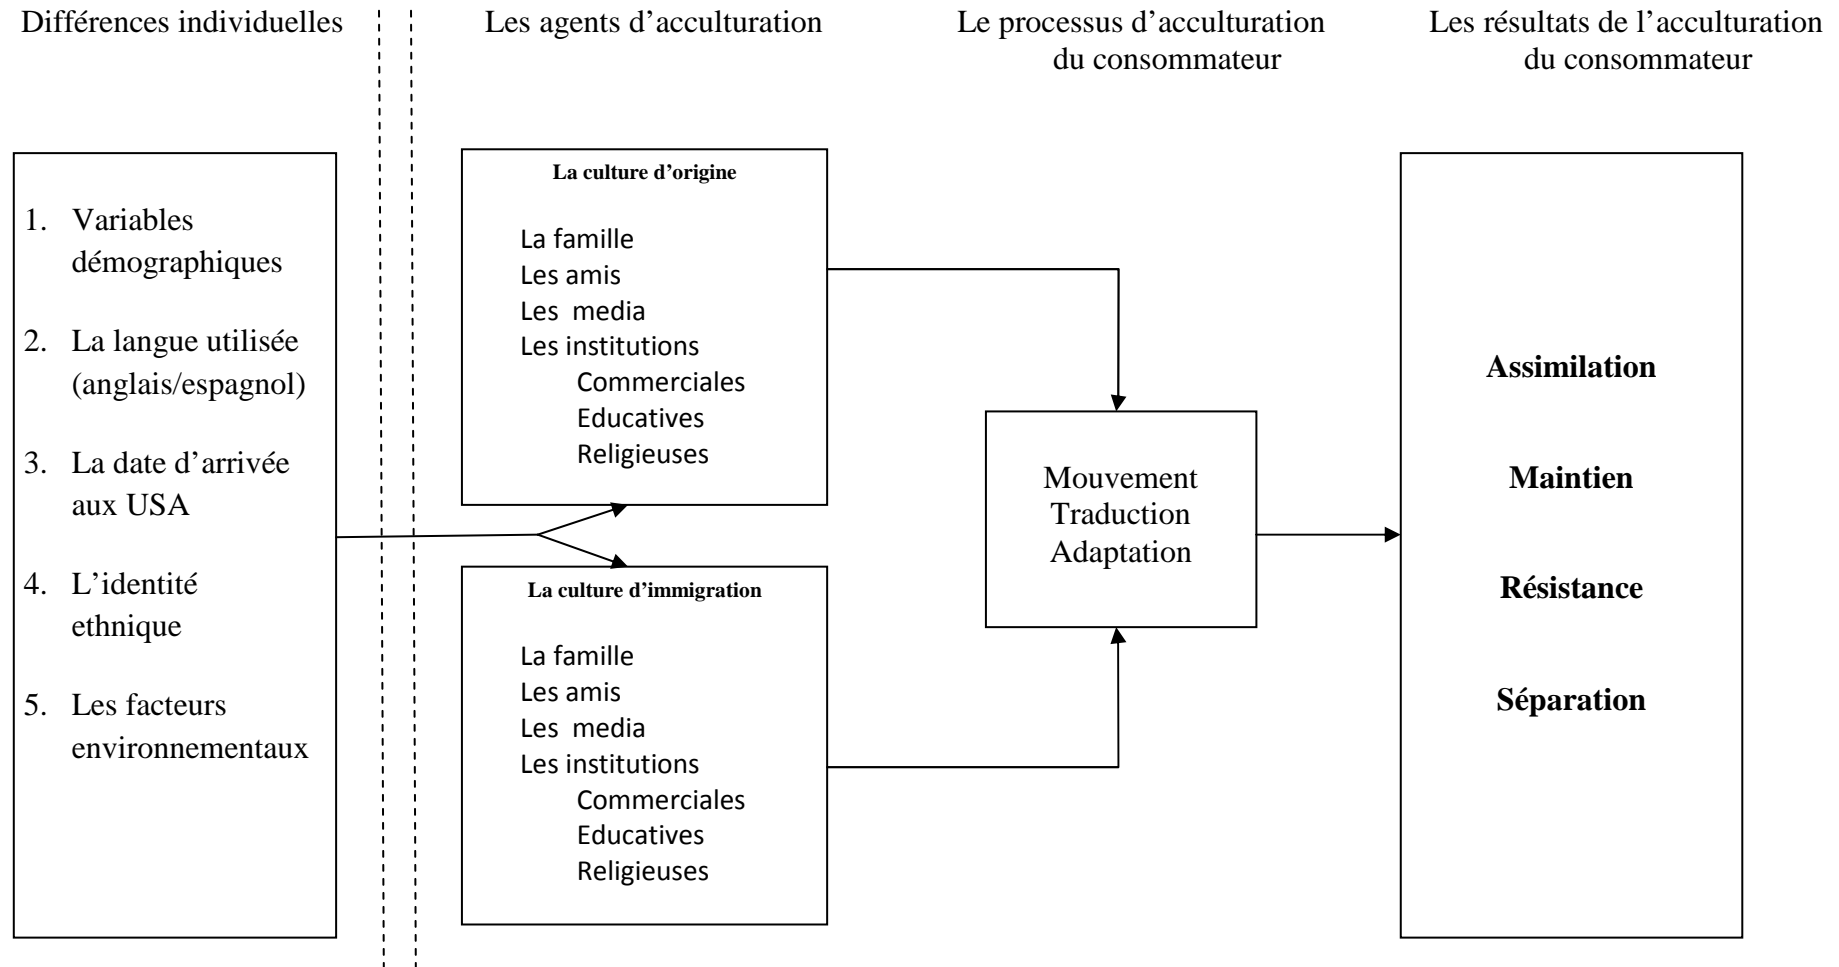 Différences individuelles
Les agents d’acculturation
Le processus d’acculturation
du consommateur
Les résultats de l’acculturation
du consommateur
1. Variables
démographiques
2. La langue utilisée
(anglais/espagnol)
3. La date d’arrivée
aux USA
4. L’identité
ethnique
5. Les facteurs
environnementaux
La culture d’origine
La famille
Les amis
Les  media
Les institutions
Commerciales
Educatives
Religieuses
La culture d’immigration
La famille
Les amis
Les  media
Les institutions
Commerciales
Educatives
Religieuses
Mouvement
Traduction
Adaptation
Assimilation
Maintien
Résistance
Séparation